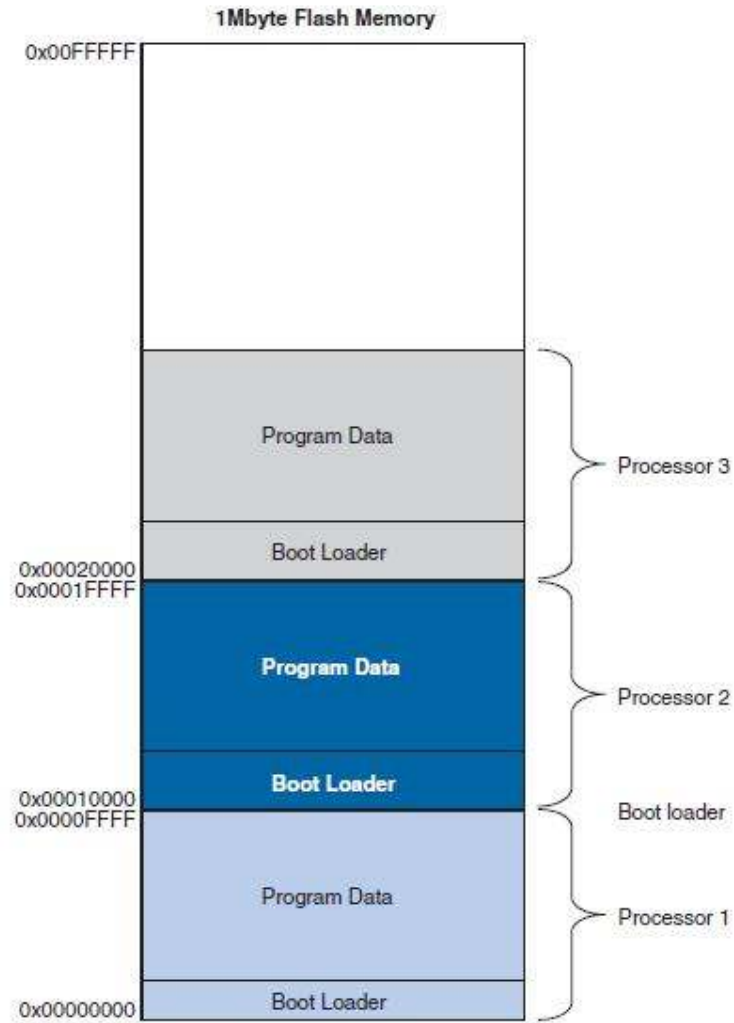 1Mbyte Flash Memory
0x00FFFFF
Program Data
Processor 3
Boot Loader
0x00020000
0x0001FFFF
Program Data
Processor 2
Boot Loader
0x00010000
0x0000FFFF
Boot loader
Program Data
Processor 1
Boot Loader
0x00000000